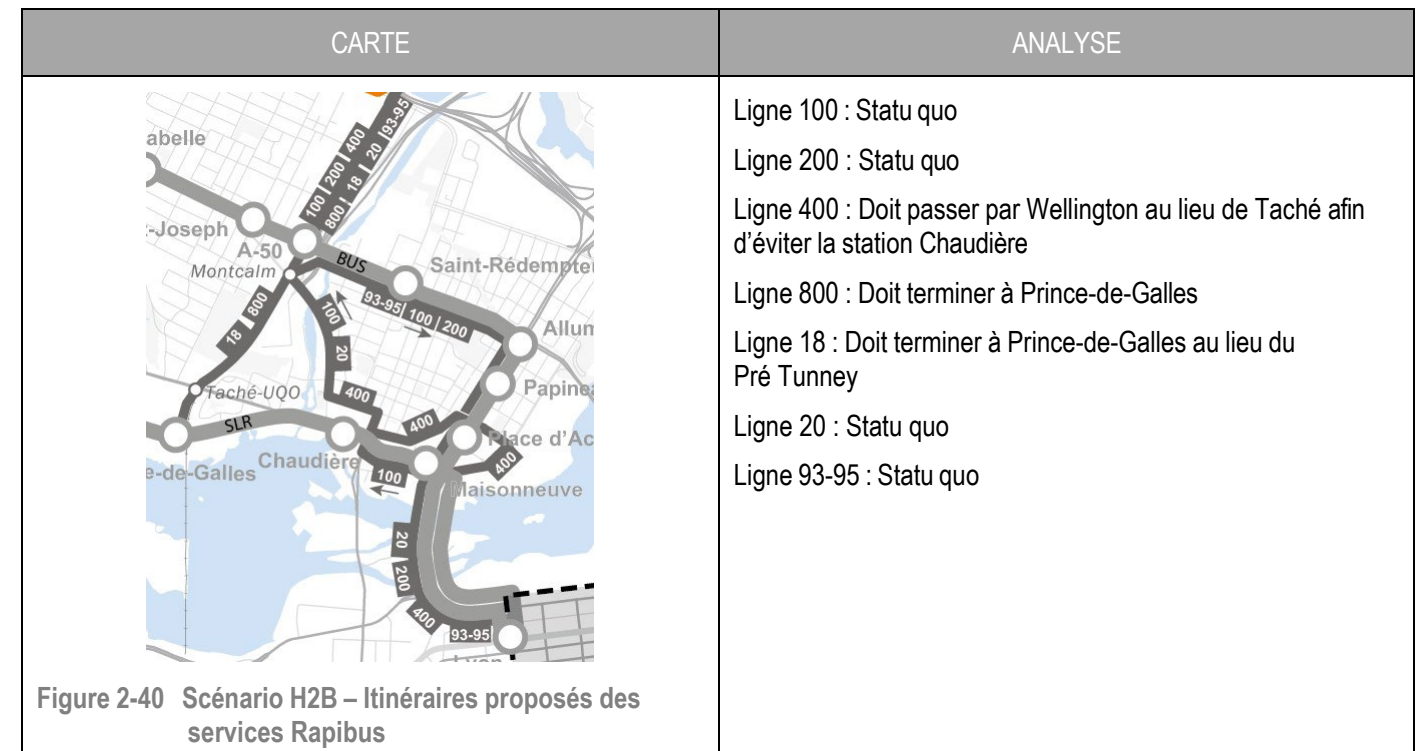 CARTE
ANALYSE
abelle
-Joseph
A-50
Montcalm
100 | 200 | 400
800 | 18 | 20 |93-95
BUS
Saint-Rédempte
93-95| 100 | 200
18 | 800
100
20
400
Allum
Papinea
Taché-UQO
SLR
400
Place d'Ac
400
e-de-Galles
Chaudière
100
Maisonneuve
20
200
400
93-95
Lyon
Figure 2-40 Scénario H2B – Itinéraires proposés des
services Rapibus
Ligne 100 : Statu quo
Ligne 200 : Statu quo
Ligne 400 : Doit passer par Wellington au lieu de Taché afin
d'éviter la station Chaudière
Ligne 800 : Doit terminer à Prince-de-Galles
Ligne 18 : Doit terminer à Prince-de-Galles au lieu du
Pré Tunney
Ligne 20 : Statu quo
Ligne 93-95 : Statu quo